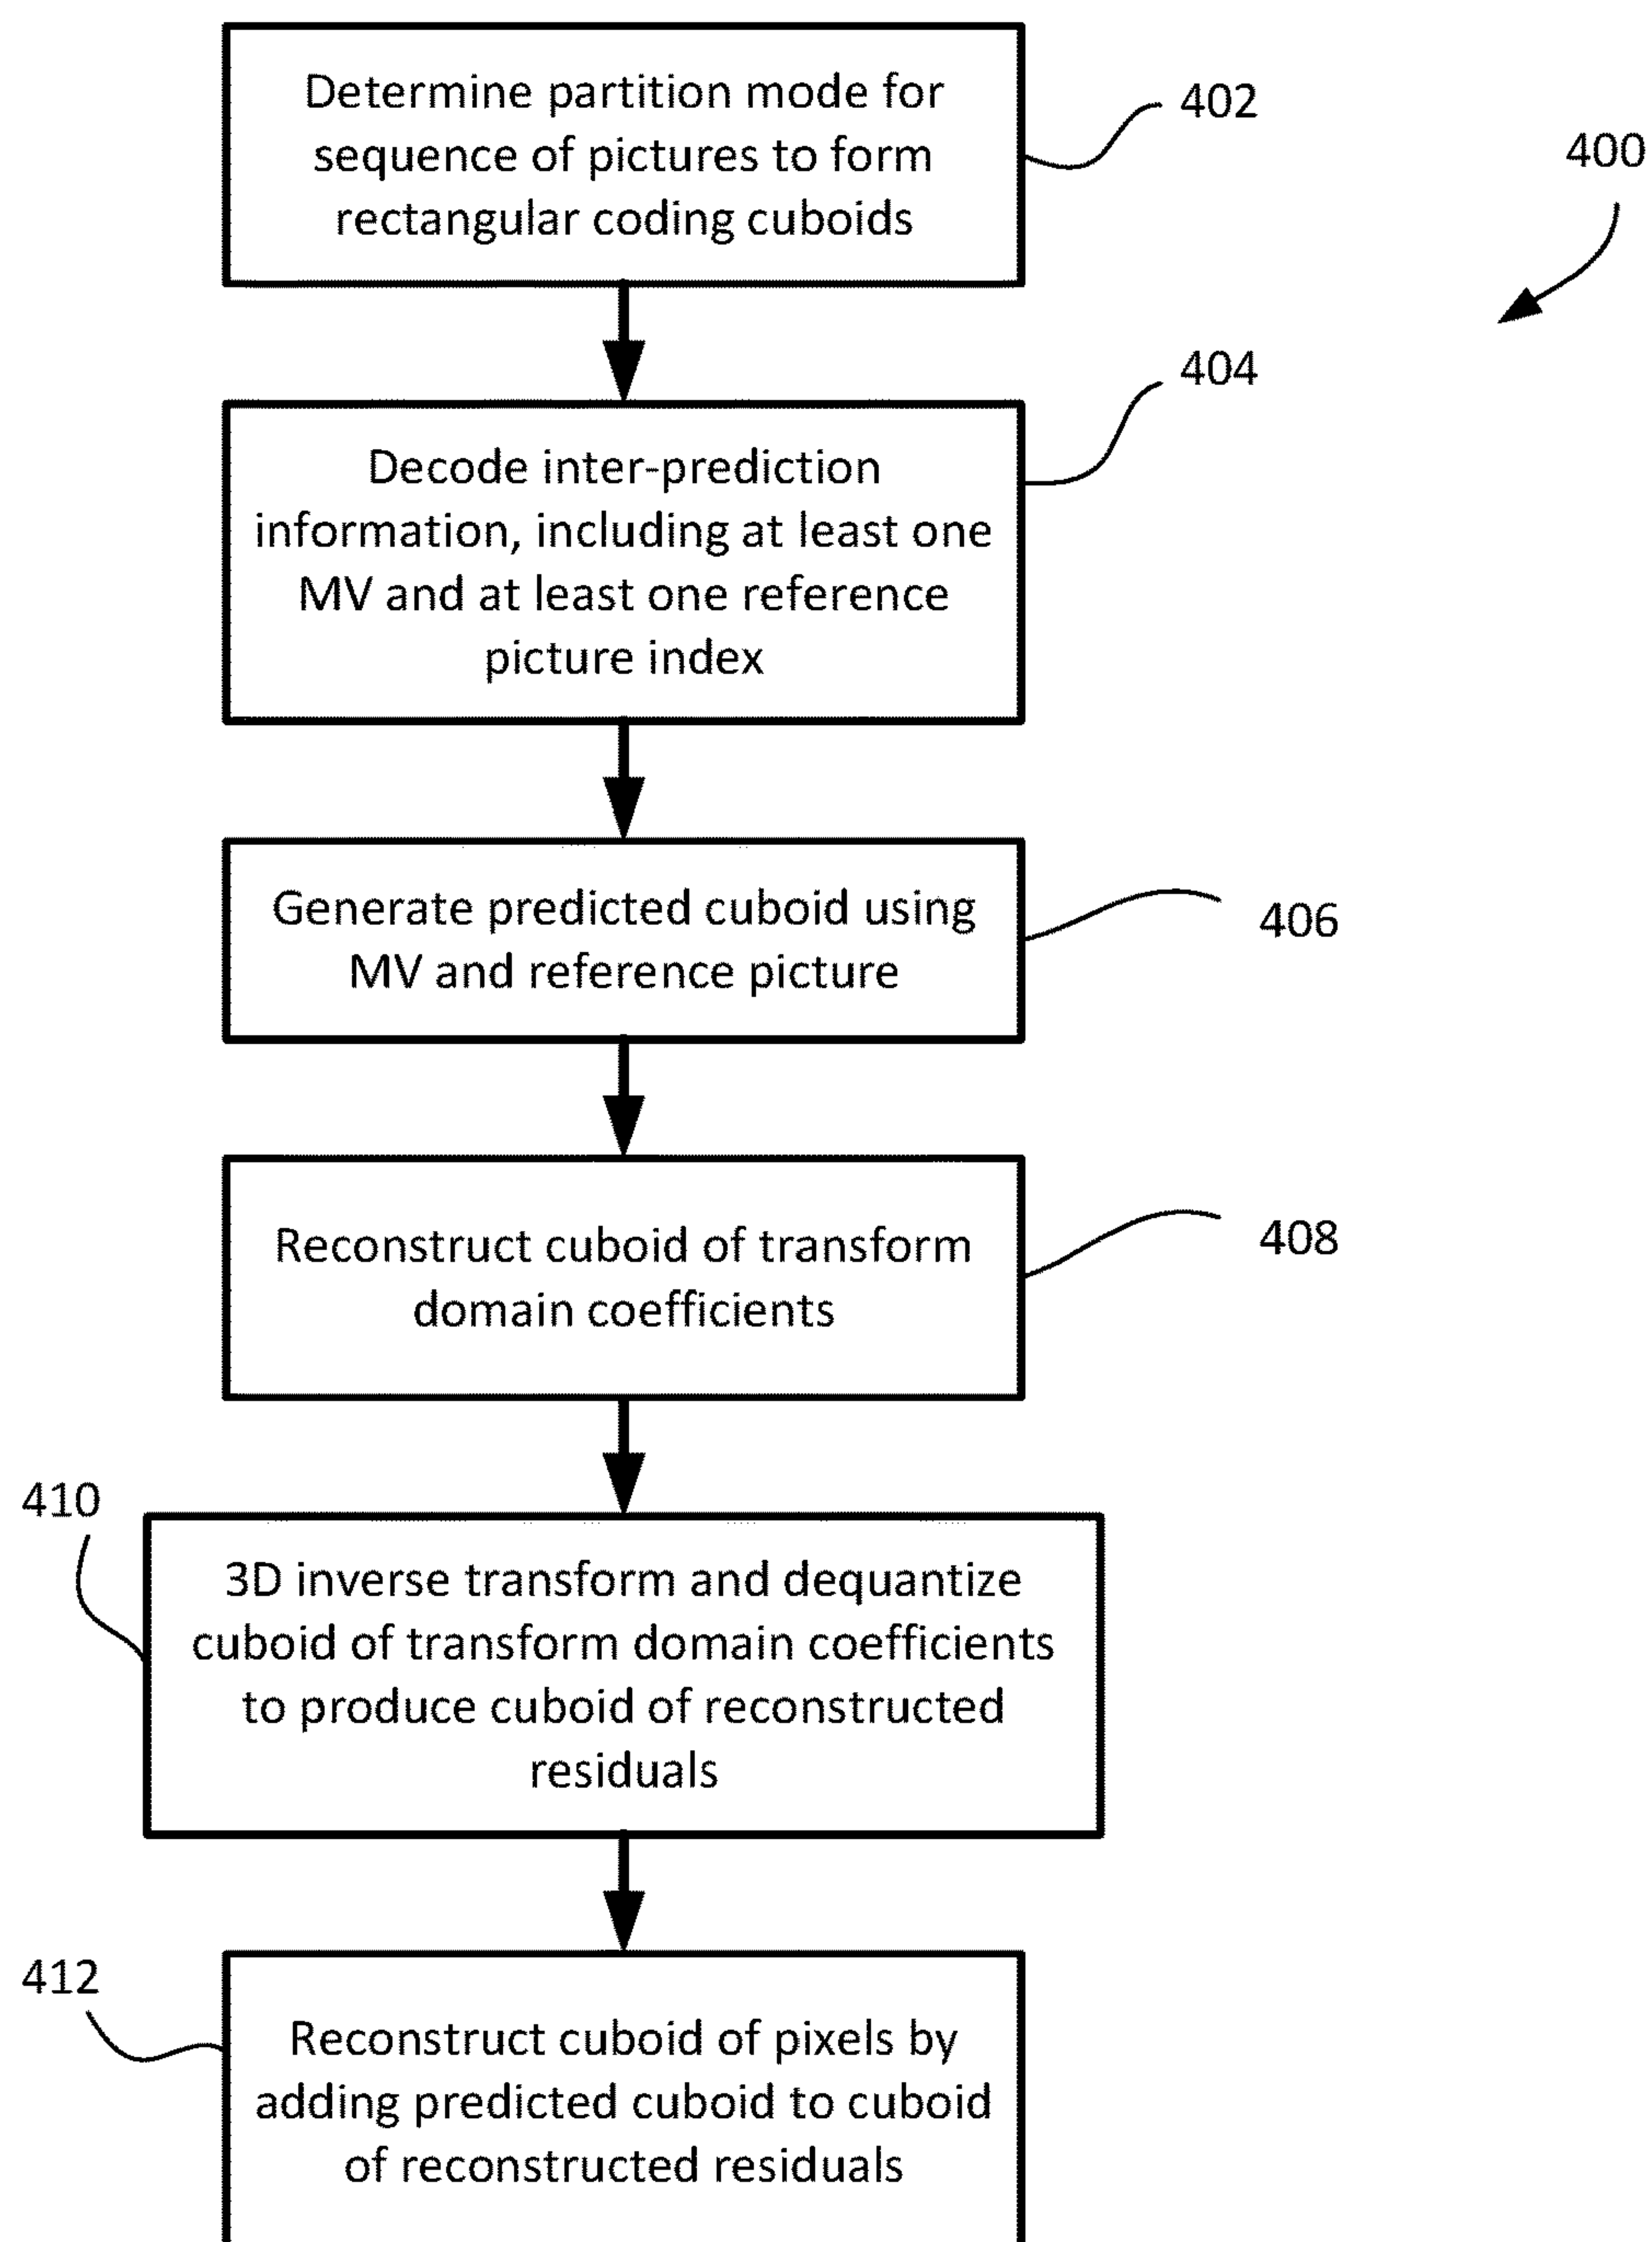 Determine partition mode for
sequence of pictures to form
rectangular coding cuboids
402
400
Decode inter-prediction
information, including at least one
MV and at least one reference
picture index
404
Generate predicted cuboid using
MV and reference picture
406
Reconstruct cuboid of transform
domain coefficients
408
410
3D inverse transform and dequantize
cuboid of transform domain coefficients
to produce cuboid of reconstructed
residuals
412
Reconstruct cuboid of pixels by
adding predicted cuboid to cuboid
of reconstructed residuals